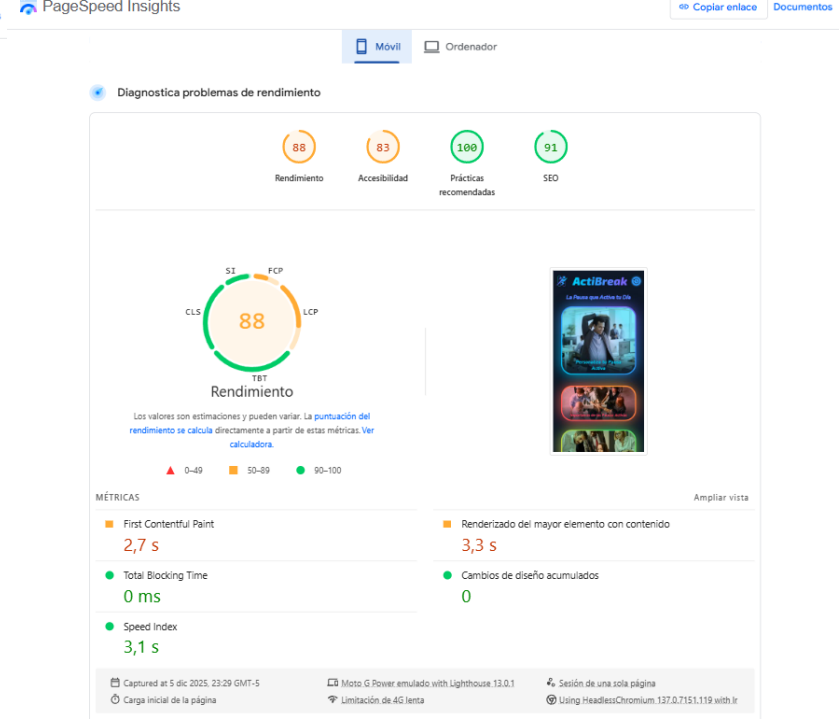 PageSpeed Insights
Copiar enlace
Documentos
Móvil
Ordenador
Diagnostica problemas de rendimiento
88
83
100
91
Rendimiento
Accesibilidad
Prácticas
recomendadas
SEO
SI
FCP
CLS
LCP
88
TBT
Rendimiento
Los valores son estimaciones y pueden variar. La puntuación del
rendimiento se calcula directamente a partir de estas métricas. Ver
calculadora.
0–49
50–89
90–100
ActiBreak
La Pausa que Activa tu Día
MÉTRICAS
Ampliar vista
First Contentful Paint
2,7 s
Renderizado del mayor elemento con contenido
3,3 s
Total Blocking Time
0 ms
Cambios de diseño acumulados
0
Speed Index
3,1 s
Captured at 5 dic 2025, 23:29 GMT-5
Moto G Power emulado with Lighthouse 13.0.1
Sesión de una sola página
Carga inicial de la página
Limitación de 4G lenta
Using HeadlessChromium 137.0.7151.119 with lr